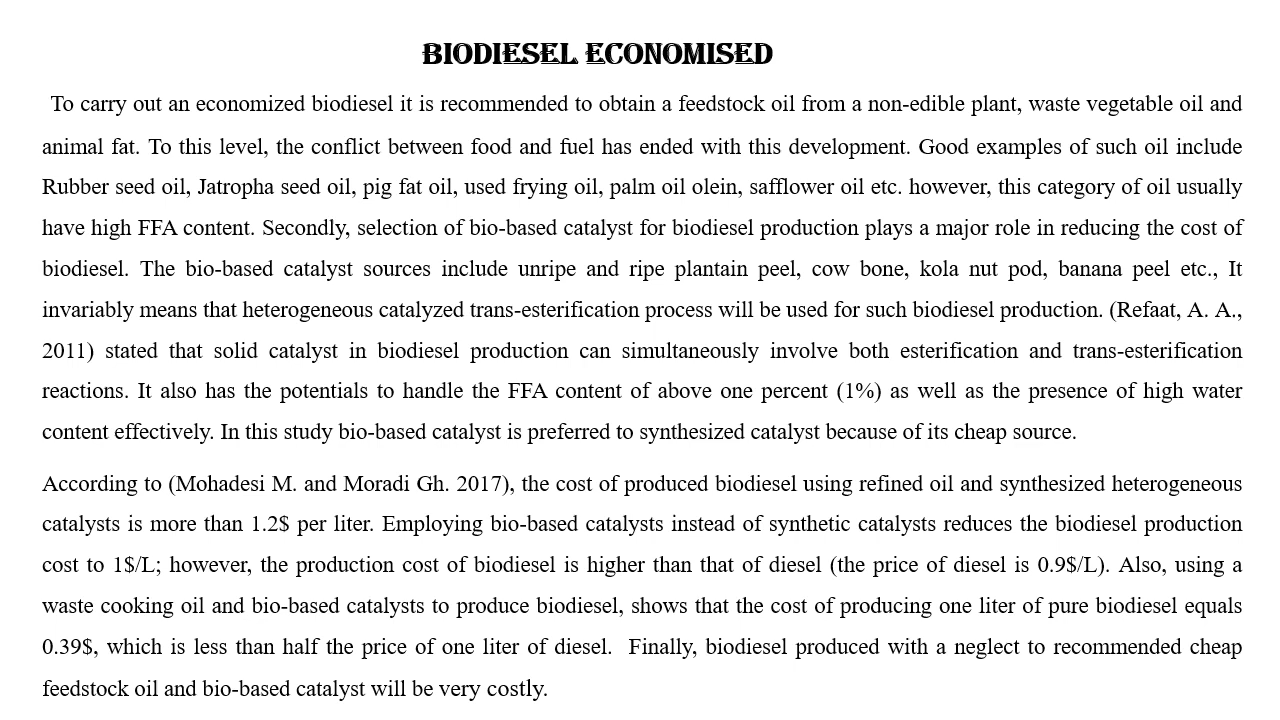 BIODIESEL ECONOMISED
To carry out an economized biodiesel it is recommended to obtain a feedstock oil from a non-edible plant, waste vegetable oil and
animal fat. To this level, the conflict between food and fuel has ended with this development. Good examples of such oil include
Rubber seed oil, Jatropha seed oil, pig fat oil, used frying oil, palm oil olein, safflower oil etc. however, this category of oil usually
have high FFA content. Secondly, selection of bio-based catalyst for biodiesel production plays a major role in reducing the cost of
biodiesel. The bio-based catalyst sources include unripe and ripe plantain peel, cow bone, kola nut pod, banana peel etc., It
invariably means that heterogeneous catalyzed trans-esterification process will be used for such biodiesel production. (Refaat, A. A.,
2011) stated that solid catalyst in biodiesel production can simultaneously involve both esterification and trans-esterification
reactions. It also has the potentials to handle the FFA content of above one percent (1%) as well as the presence of high water
content effectively. In this study bio-based catalyst is preferred to synthesized catalyst because of its cheap source.
According to (Mohadesi M. and Moradi Gh. 2017), the cost of produced biodiesel using refined oil and synthesized heterogeneous
catalysts is more than 1.2$ per liter. Employing bio-based catalysts instead of synthetic catalysts reduces the biodiesel production
cost to 1$/L; however, the production cost of biodiesel is higher than that of diesel (the price of diesel is 0.9$/L). Also, using a
waste cooking oil and bio-based catalysts to produce biodiesel, shows that the cost of producing one liter of pure biodiesel equals
0.39$, which is less than half the price of one liter of diesel. Finally, biodiesel produced with a neglect to recommended cheap
feedstock oil and bio-based catalyst will be very costly.